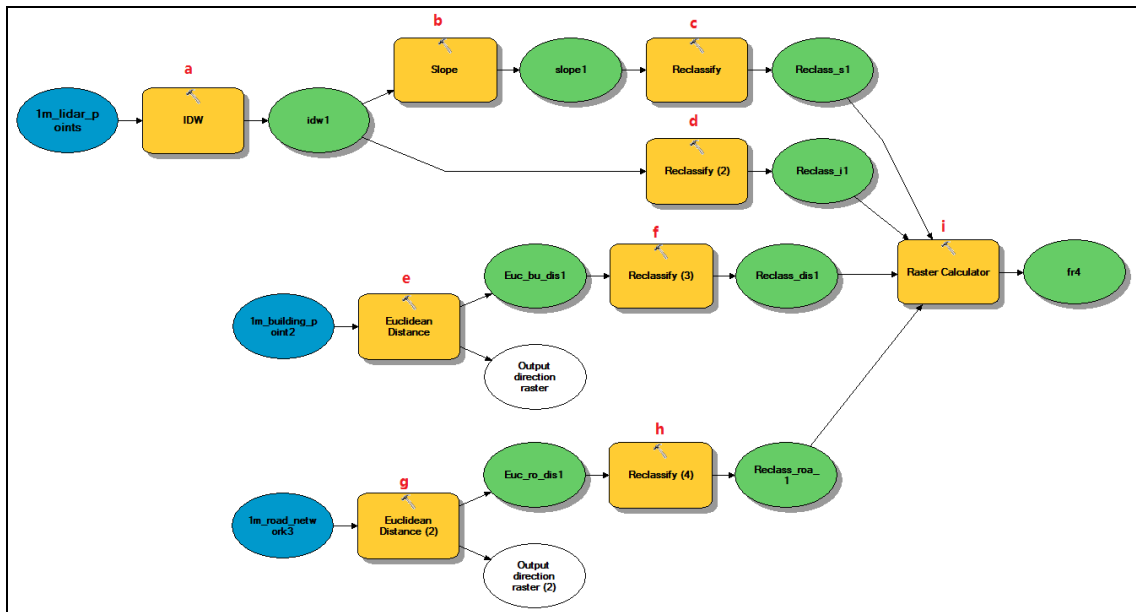 a
b
c
1m_lidar_p
oints
IDW
idw1
Slope
slope1
Reclassify
Reclass_s1
d
Reclassify (2)
Reclass_i1
e
f
i
1m_building_p
oint2
Euclidean
Distance
Euc_bu_dis1
Reclassify (3)
Reclass_dis1
Raster Calculator
fr4
Output
direction
raster
g
h
1m_road_netw
ork3
Euclidean
Distance (2)
Euc_ro_dis1
Reclassify (4)
Reclass_roa_
1
Output
direction
raster (2)